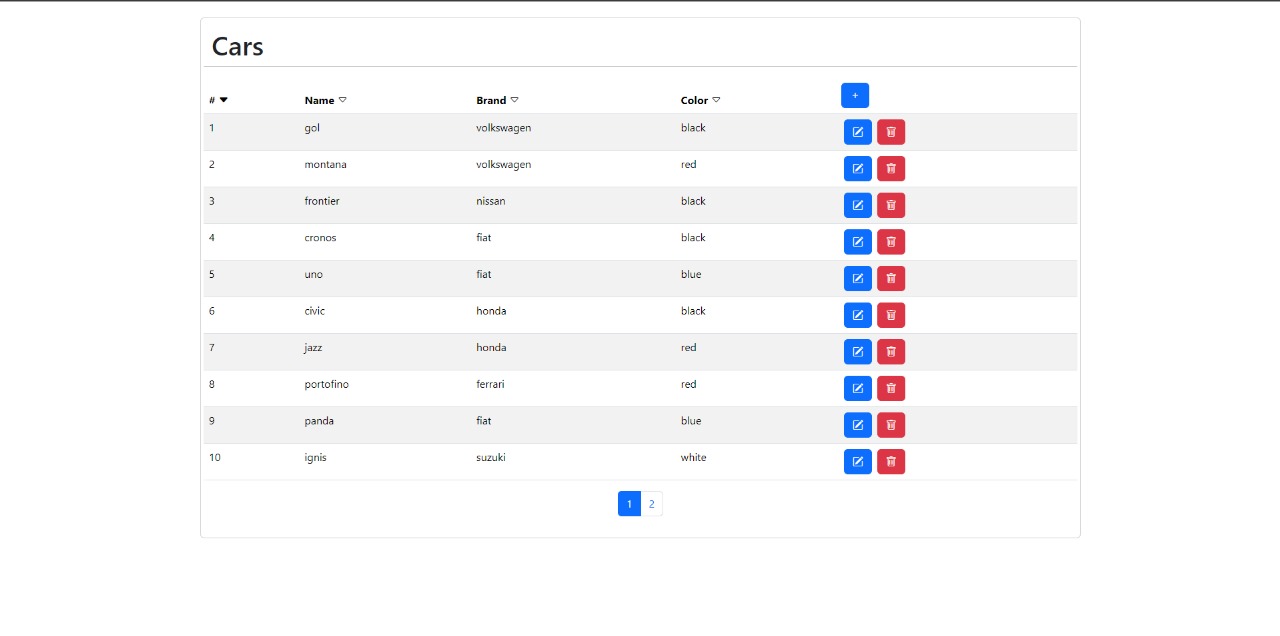 Cars
# Name Brand Color +
1 gol volkswagen black
2 montana volkswagen red
3 frontier nissan black
4 cronos fiat black
5 uno fiat blue
6 civic honda black
7 jazz honda red
8 portofino ferrari red
9 panda fiat blue
10 ignis suzuki white
1 2